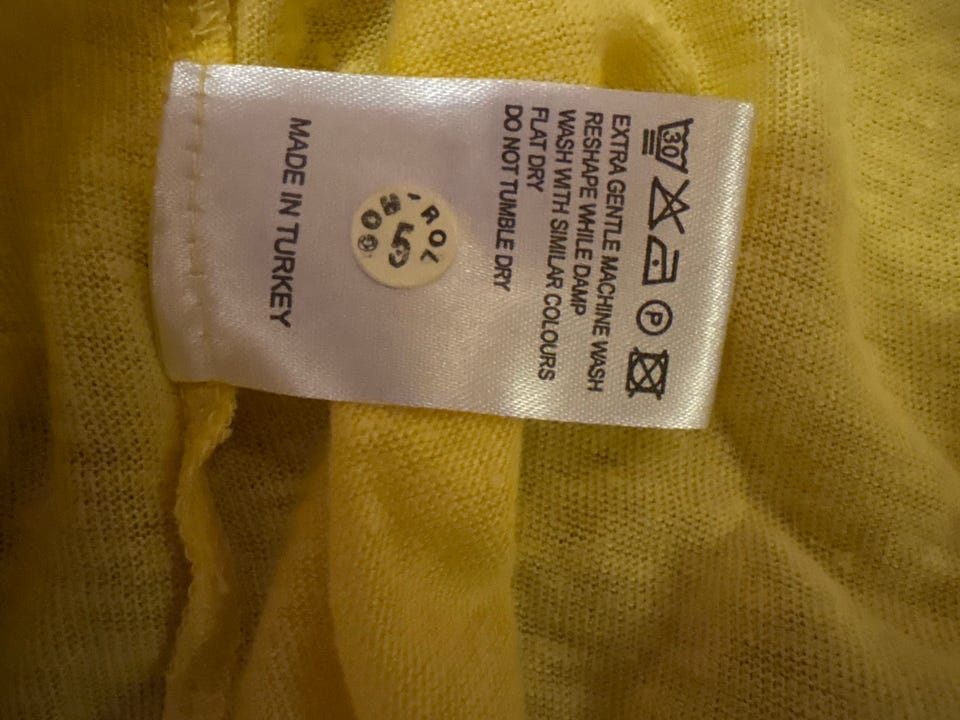 30
P
EXTRA GENTLE MACHINE WASH
RESHAPE WHILE DAMP
WASH WITH SIMILAR COLOURS
FLAT DRY
DO NOT TUMBLE DRY
MADE IN TURKEY